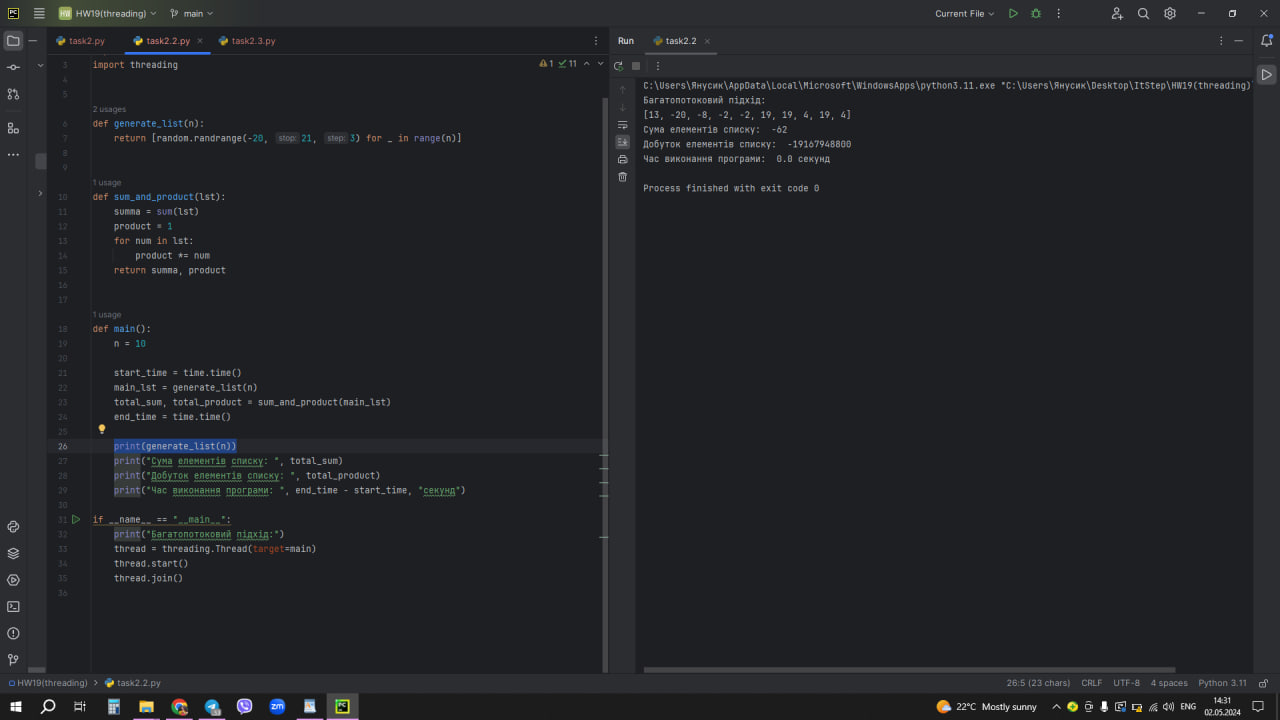 PC HW HW19(threading) main Current File
task2.py task2.2.py task2.3.py Run task2.2
3 import threading 1 11
4
5
2 usages
6 def generate_list(n):
7 return [random.randrange(-20, stop: 21, step: 3) for _ in range(n)]
8
9
1 usage
10 def sum_and_product(lst):
11 summa = sum(lst)
12 product = 1
13 for num in lst:
14 product *= num
15 return summa, product
16
17
1 usage
18 def main():
19 n = 10
20
21 start_time = time.time()
22 main_lst = generate_list(n)
23 total_sum, total_product = sum_and_product(main_lst)
24 end_time = time.time()
25
26 print(generate_list(n))
27 print("Сума елементів списку: ", total_sum)
28 print("Добуток елементів списку: ", total_product)
29 print("Час виконання програми: ", end_time - start_time, "секунд")
30
31 if __name__ == "__main__":
32 print("Багатопотоковий підхід:")
33 thread = threading.Thread(target=main)
34 thread.start()
35 thread.join()
36
C:\Users\Янусик\AppData\Local\Microsoft\WindowsApps\python3.11.exe "C:\Users\Янусик\Desktop\ItStep\HW19(threading)
Багатопотоковий підхід:
[13, -20, -8, -2, -2, 19, 19, 4, 19, 4]
Сума елементів списку:  -62
Добуток елементів списку:  -19167948800
Час виконання програми:  0.0 секунд
Process finished with exit code 0
HW19(threading) task2.2.py 26:5 (23 chars) CRLF UTF-8 4 spaces Python 3.11
zm PC 22°C Mostly sunny ENG 14:31
02.05.2024